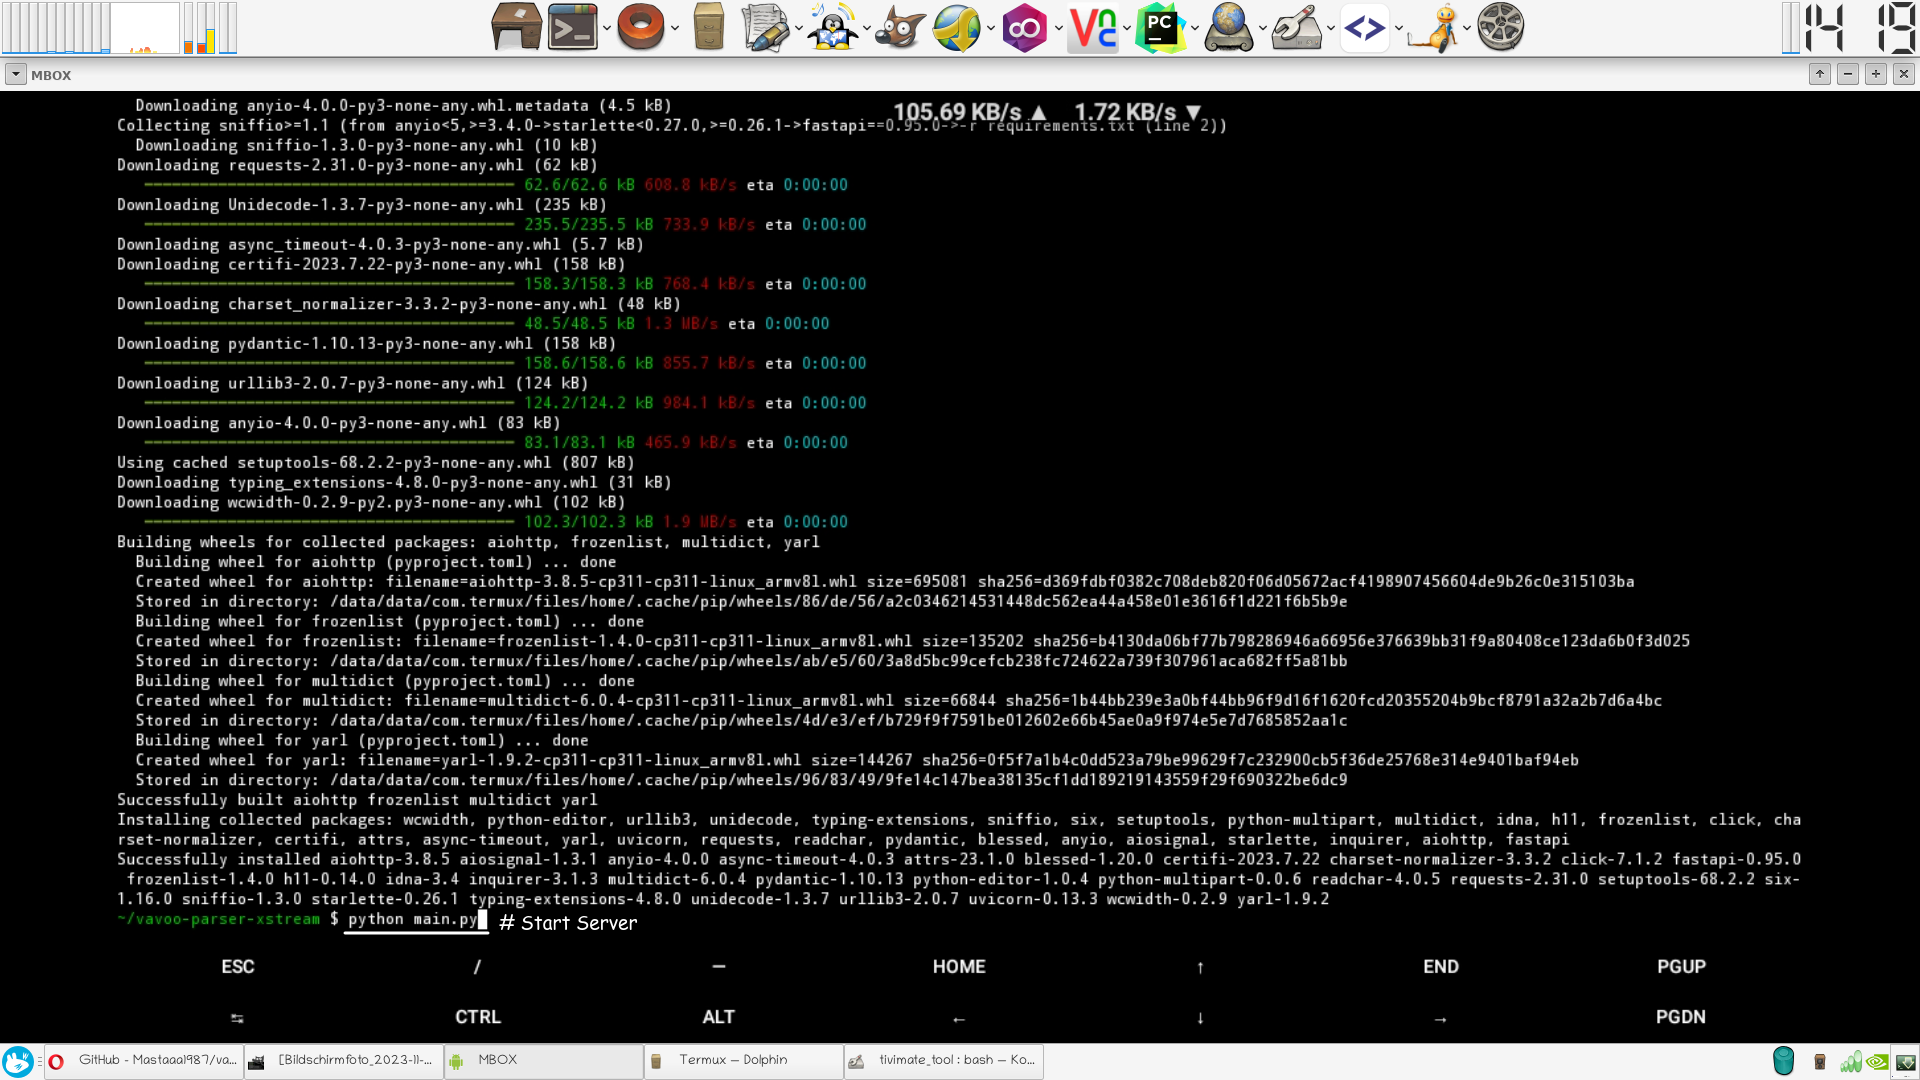 14 19
MBOX
Downloading anyio-4.0.0-py3-none-any.whl.metadata (4.5 kB)
105.69 KB/s ▲ 1.72 KB/s ▼
Collecting sniffio>=1.1 (from anyio<5,>=3.4.0->starlette<0.27.0,>=0.26.1->fastapi==0.95.0->-r requirements.txt (line 2))
Downloading sniffio-1.3.0-py3-none-any.whl (10 kB)
Downloading requests-2.31.0-py3-none-any.whl (62 kB)
62.6/62.6 kB 608.8 kB/s eta 0:00:00
Downloading Unidecode-1.3.7-py3-none-any.whl (235 kB)
235.5/235.5 kB 733.9 kB/s eta 0:00:00
Downloading async_timeout-4.0.3-py3-none-any.whl (5.7 kB)
Downloading certifi-2023.7.22-py3-none-any.whl (158 kB)
158.3/158.3 kB 768.4 kB/s eta 0:00:00
Downloading charset_normalizer-3.3.2-py3-none-any.whl (48 kB)
48.5/48.5 kB 1.3 MB/s eta 0:00:00
Downloading pydantic-1.10.13-py3-none-any.whl (158 kB)
158.6/158.6 kB 855.7 kB/s eta 0:00:00
Downloading urllib3-2.0.7-py3-none-any.whl (124 kB)
124.2/124.2 kB 984.1 kB/s eta 0:00:00
Downloading anyio-4.0.0-py3-none-any.whl (83 kB)
83.1/83.1 kB 465.9 kB/s eta 0:00:00
Using cached setuptools-68.2.2-py3-none-any.whl (807 kB)
Downloading typing_extensions-4.8.0-py3-none-any.whl (31 kB)
Downloading wcwidth-0.2.9-py2.py3-none-any.whl (102 kB)
102.3/102.3 kB 1.9 MB/s eta 0:00:00
Building wheels for collected packages: aiohttp, frozenlist, multidict, yarl
Building wheel for aiohttp (pyproject.toml) ... done
Created wheel for aiohttp: filename=aiohttp-3.8.5-cp311-cp311-linux_armv8l.whl size=695081 sha256=d369fdbf0382c708deb820f06d05672acf4198907456604de9b26c0e315103ba
Stored in directory: /data/data/com.termux/files/home/.cache/pip/wheels/86/de/56/a2c0346214531448dc562ea44a458e01e3616f1d221f6b5b9e
Building wheel for frozenlist (pyproject.toml) ... done
Created wheel for frozenlist: filename=frozenlist-1.4.0-cp311-cp311-linux_armv8l.whl size=135202 sha256=b4130da06bf77b798286946a66956e376639bb31f9a80408ce123da6b0f3d025
Stored in directory: /data/data/com.termux/files/home/.cache/pip/wheels/ab/e5/60/3a8d5bc99cefcb238fc724622a739f307961aca682ff5a81bb
Building wheel for multidict (pyproject.toml) ... done
Created wheel for multidict: filename=multidict-6.0.4-cp311-cp311-linux_armv8l.whl size=66844 sha256=1b44bb239e3a0bf44bb96f9d16f1620fcd20355204b9bcf8791a32a2b7d6a4bc
Stored in directory: /data/data/com.termux/files/home/.cache/pip/wheels/4d/e3/ef/b729f9f7591be012602e66b45ae0a9f974e5e7d7685852aa1c
Building wheel for yarl (pyproject.toml) ... done
Created wheel for yarl: filename=yarl-1.9.2-cp311-cp311-linux_armv8l.whl size=144267 sha256=0f5f7a1b4c0dd523a79be99629f7c232900cb5f36de25768e314e9401baf94eb
Stored in directory: /data/data/com.termux/files/home/.cache/pip/wheels/96/83/49/9fe14c147bea38135cf1dd189219143559f29f690322be6dc9
Successfully built aiohttp frozenlist multidict yarl
Installing collected packages: wcwidth, python-editor, urllib3, unidecode, typing-extensions, sniffio, six, setuptools, python-multipart, multidict, idna, h11, frozenlist, click, cha
rset-normalizer, certifi, attrs, async-timeout, yarl, uvicorn, requests, readchar, pydantic, blessed, anyio, aiosignal, starlette, inquirer, aiohttp, fastapi
Successfully installed aiohttp-3.8.5 aiosignal-1.3.1 anyio-4.0.0 async-timeout-4.0.3 attrs-23.1.0 blessed-1.20.0 certifi-2023.7.22 charset-normalizer-3.3.2 click-7.1.2 fastapi-0.95.0
frozenlist-1.4.0 h11-0.14.0 idna-3.4 inquirer-3.1.3 multidict-6.0.4 pydantic-1.10.13 python-editor-1.0.4 python-multipart-0.0.6 readchar-4.0.5 requests-2.31.0 setuptools-68.2.2 six-
1.16.0 sniffio-1.3.0 starlette-0.26.1 typing-extensions-4.8.0 unidecode-1.3.7 urllib3-2.0.7 uvicorn-0.13.3 wcwidth-0.2.9 yarl-1.9.2
~/vavoo-parser-xstream $ python main.py # Start Server
ESC / — HOME ↑ END PGUP
⇆ CTRL ALT ← ↓ → PGDN
GitHub - Mastaaa1987/va... [Bildschirmfoto_2023-11-... MBOX Termux — Dolphin tivimate_tool : bash — Ko...